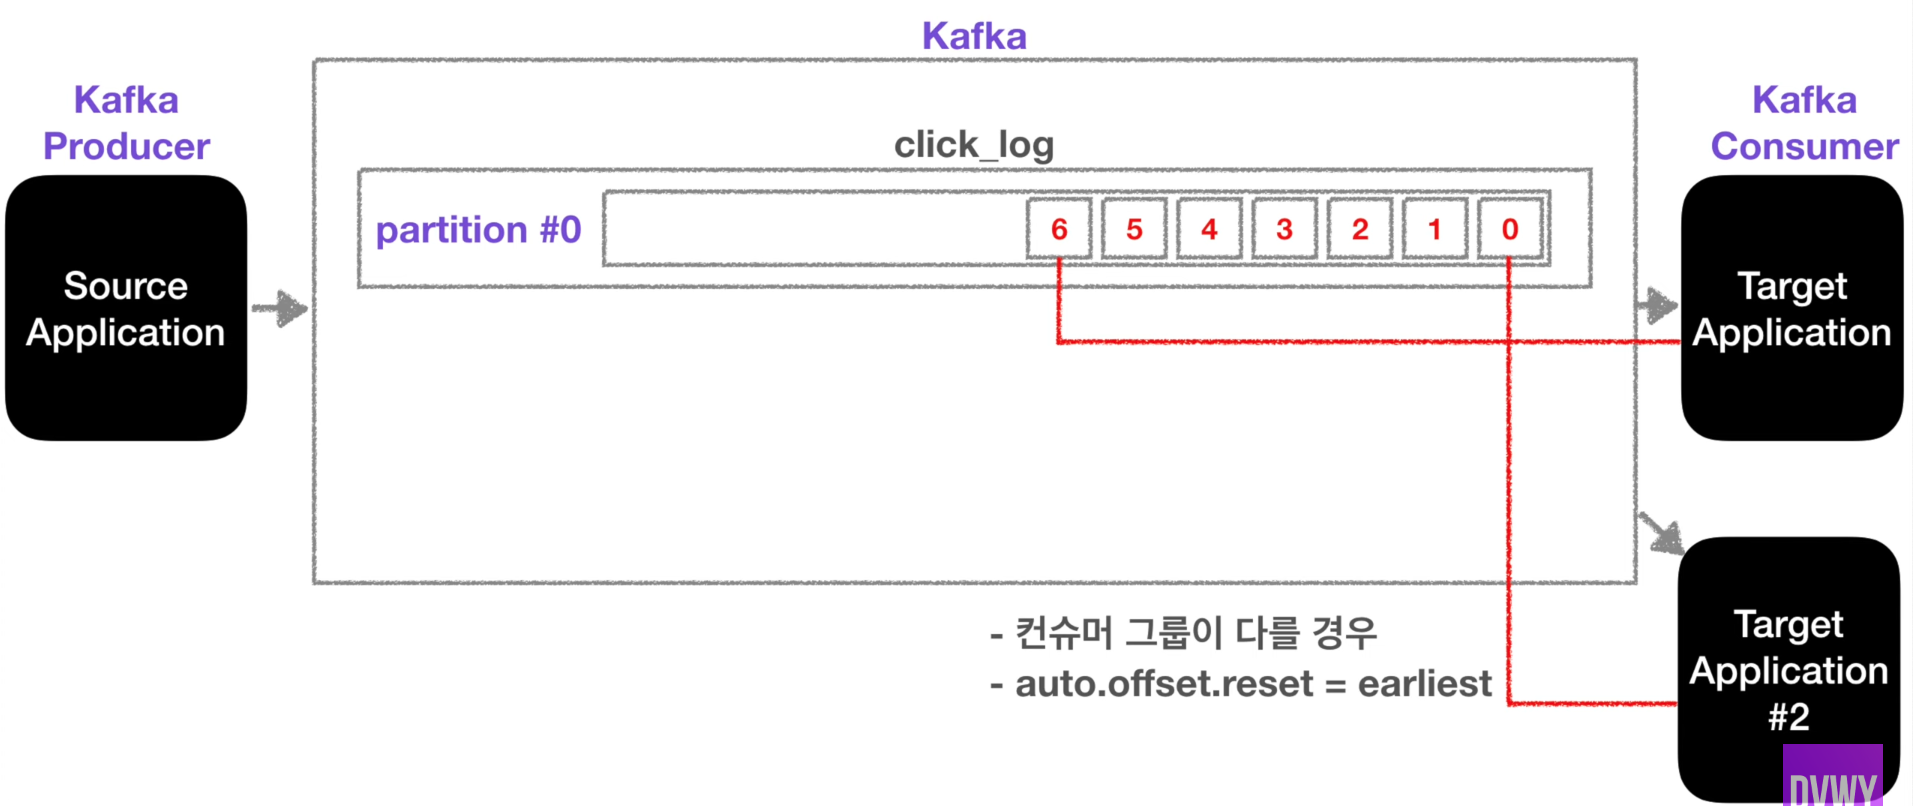 Kafka
Kafka
Producer
Kafka
Consumer
click_log
partition #0
6 5 4 3 2 1 0
Source
Application
Target
Application
- 컨슈머 그룹이 다를 경우
- auto.offset.reset = earliest
Target
Application
#2
DVWY